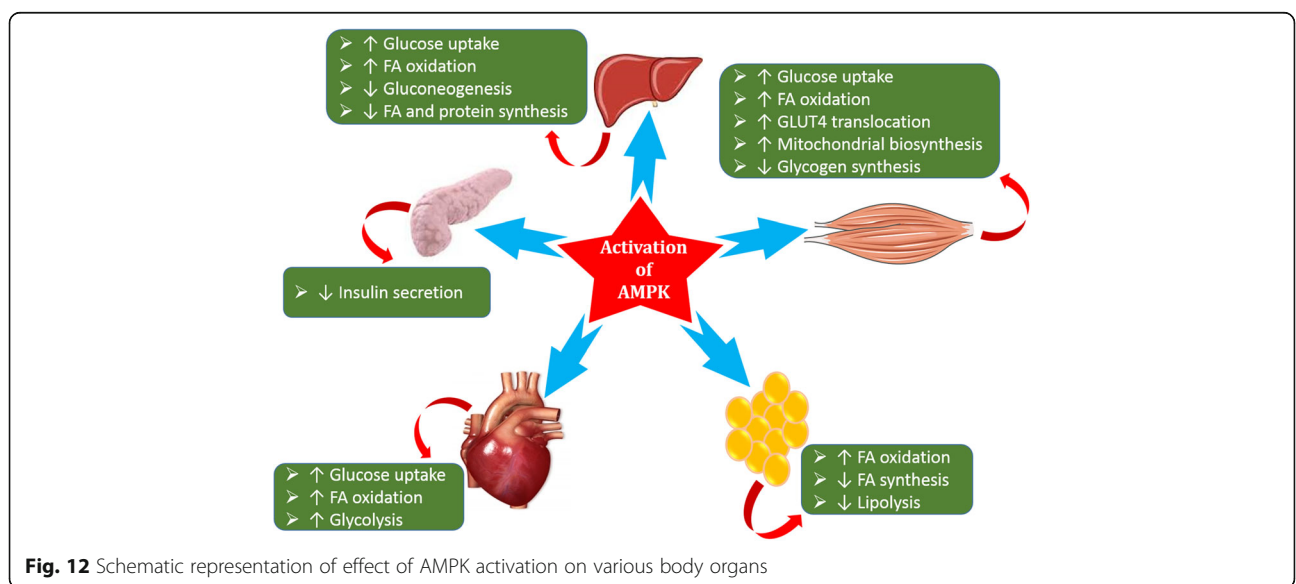 ➢ ↑ Glucose uptake
➢ ↑ FA oxidation
➢ ↓ Gluconeogenesis
➢ ↓ FA and protein synthesis
➢ ↑ Glucose uptake
➢ ↑ FA oxidation
➢ ↑ GLUT4 translocation
➢ ↑ Mitochondrial biosynthesis
➢ ↓ Glycogen synthesis
Activation
of
AMPK
➢ ↓ Insulin secretion
➢ ↑ Glucose uptake
➢ ↑ FA oxidation
➢ ↑ Glycolysis
➢ ↑ FA oxidation
➢ ↓ FA synthesis
➢ ↓ Lipolysis
Fig. 12 Schematic representation of effect of AMPK activation on various body organs